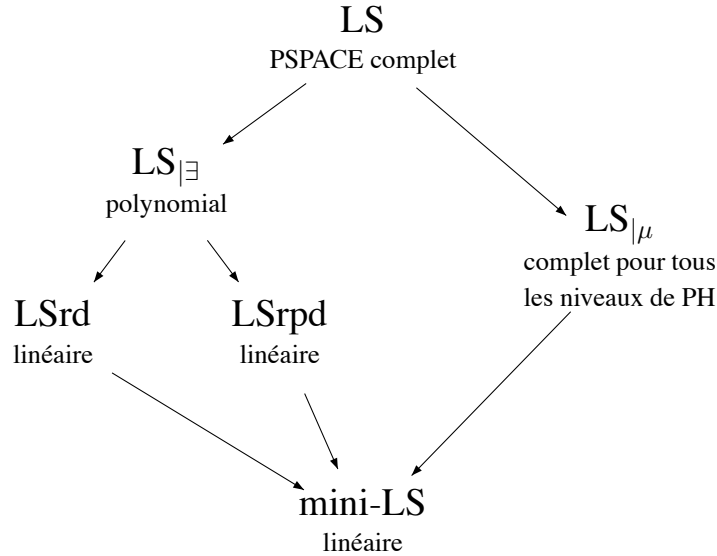 LS
PSPACE complet
LS|∃
polynomial
LS|μ
complet pour tous
les niveaux de PH
LSrd
linéaire
LSrpd
linéaire
mini-LS
linéaire